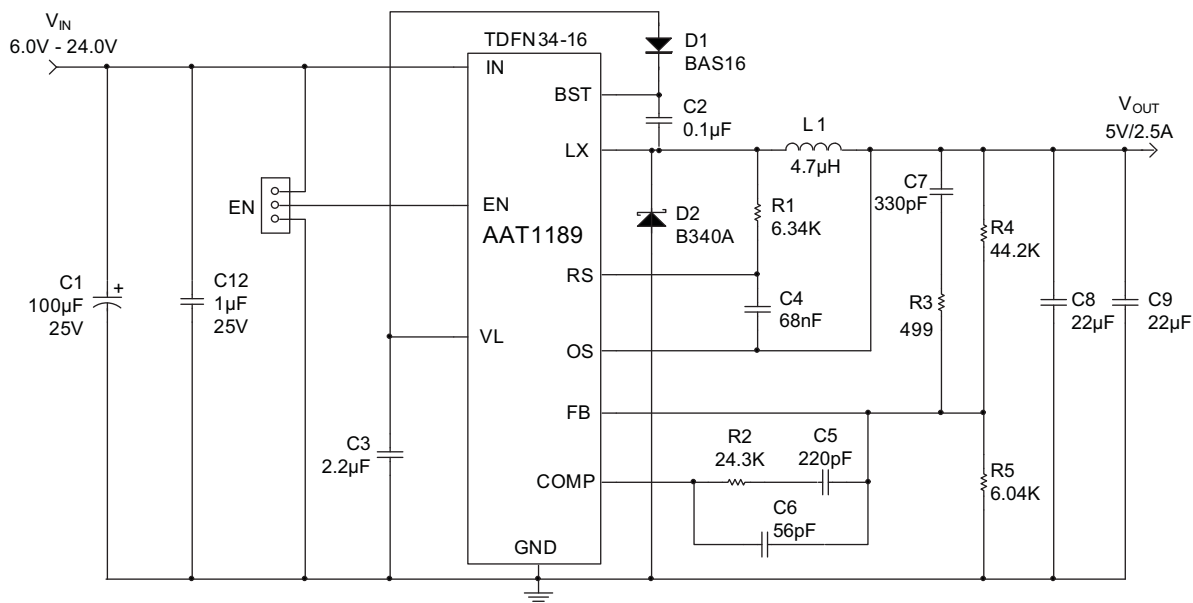 V_IN
6.0V - 24.0V
TDFN34-16
D1
BAS16
IN
BST
C2
0.1µF
V_OUT
5V/2.5A
L1
LX
4.7µH
C7
330pF
EN
EN
D2
B340A
R1
6.34K
R4
44.2K
AAT1189
RS
C1
100µF
25V
+
C12
1µF
25V
C4
68nF
R3
499
C8
22µF
C9
22µF
VL
OS
FB
C3
2.2µF
R2
24.3K
C5
220pF
COMP
R5
6.04K
C6
56pF
GND